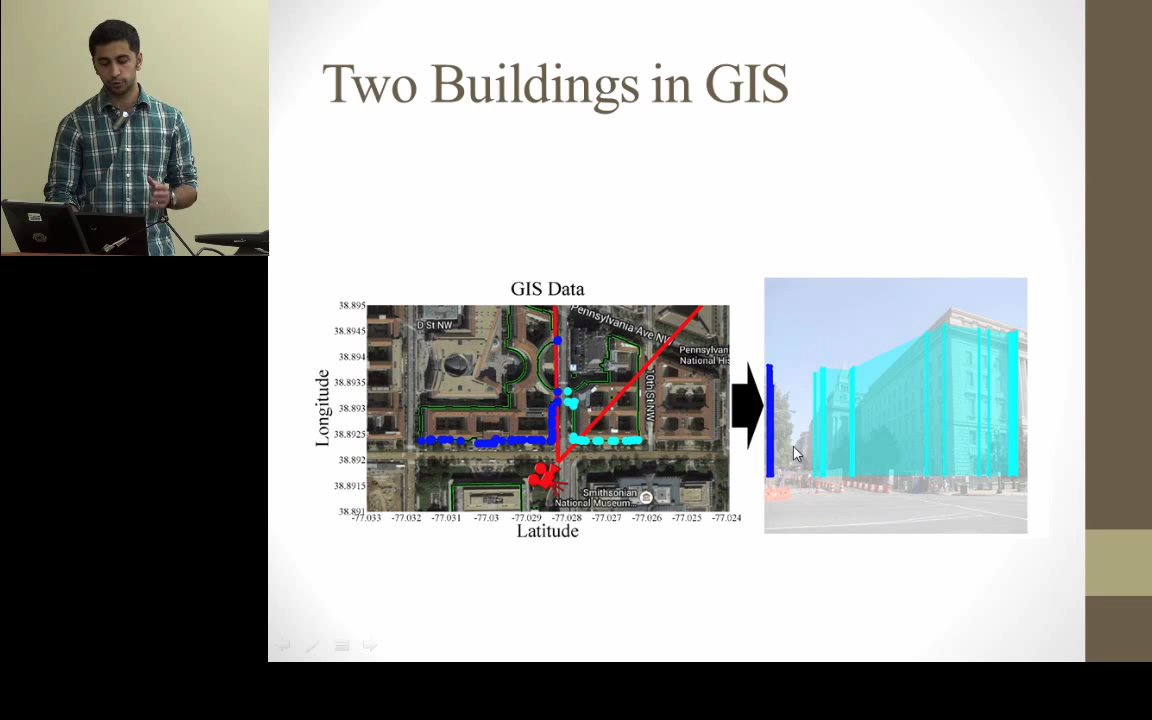 Two Buildings in GIS
GIS Data
Longitude
38.895
38.8945
38.894
38.8935
38.893
38.8925
38.892
38.8915
38.891
D St NW
Pennsylvania Ave NW
Pennsylvan
National His
10th St NW
Smithsonian
National Museum...
-77.033 -77.032 -77.031 -77.03 -77.029 -77.028 -77.027 -77.026 -77.025 -77.024
Latitude